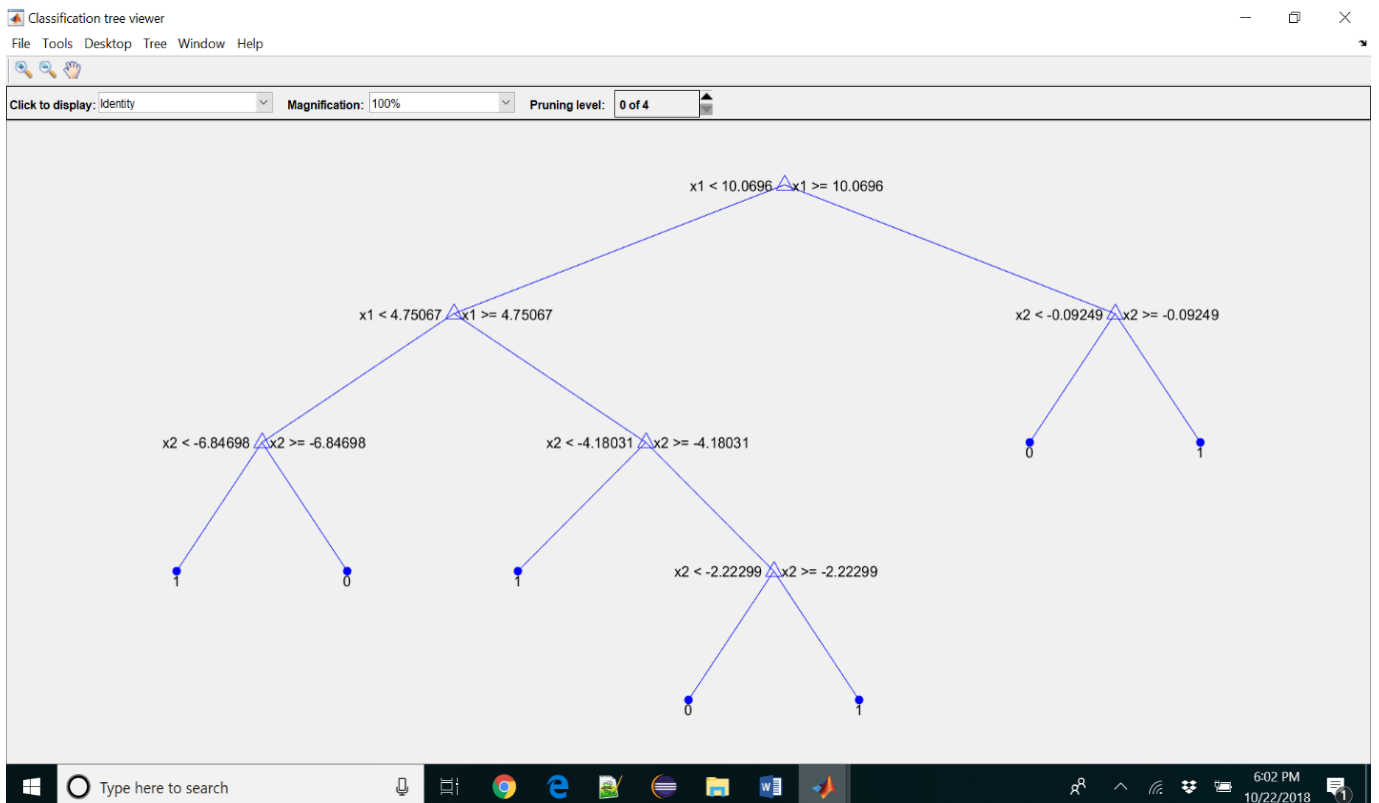 Classification tree viewer
File Tools Desktop Tree Window Help
Click to display: Identity Magnification: 100% Pruning level: 0 of 4
x1 < 10.0696 x1 >= 10.0696
x1 < 4.75067 x1 >= 4.75067 x2 < -0.09249 x2 >= -0.09249
x2 < -6.84698 x2 >= -6.84698 x2 < -4.18031 x2 >= -4.18031 0 1
1 0 1 x2 < -2.22299 x2 >= -2.22299
0 1
Type here to search 6:02 PM
10/22/2018 1